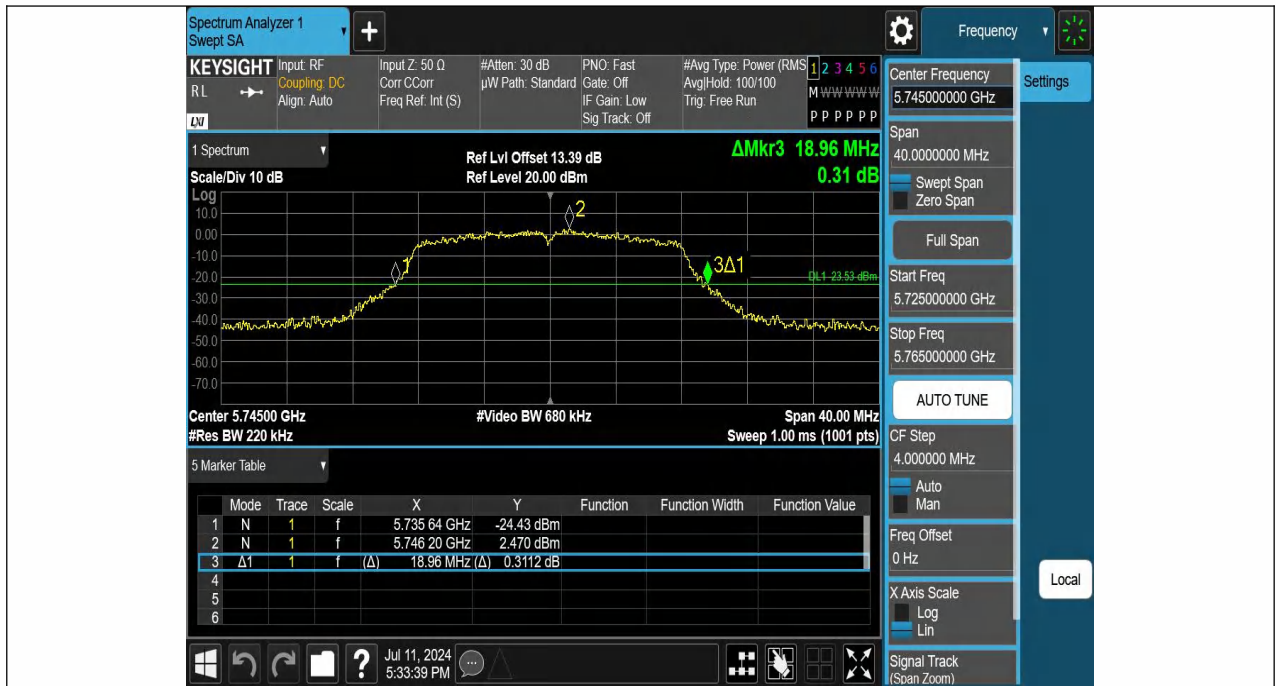 Spectrum Analyzer 1
Swept SA
+
Frequency
KEYSIGHT
RL
LXI
Input: RF
Coupling: DC
Align: Auto
Input Z: 50 Ω
Corr CCorr
Freq Ref: Int (S)
#Atten: 30 dB
µW Path: Standard
PNO: Fast
Gate: Off
IF Gain: Low
Sig Track: Off
#Avg Type: Power (RMS
Avg|Hold: 100/100
Trig: Free Run
1 2 3 4 5 6
M W W W W W
P P P P P P
1 Spectrum
Scale/Div 10 dB
Ref Lvl Offset 13.39 dB
Ref Level 20.00 dBm
ΔMkr3 18.96 MHz
0.31 dB
Log
10.0
0.00
-10.0
-20.0
-30.0
-40.0
-50.0
-60.0
-70.0
1
2
3Δ1
DL1 -23.53 dBm
Center 5.74500 GHz
#Video BW 680 kHz
Span 40.00 MHz
#Res BW 220 kHz
Sweep 1.00 ms (1001 pts)
5 Marker Table
Mode Trace Scale X Y Function Function Width Function Value
1 N 1 f 5.735 64 GHz -24.43 dBm
2 N 1 f 5.746 20 GHz 2.470 dBm
3 Δ1 1 f (Δ) 18.96 MHz (Δ) 0.3112 dB
4
5
6
?
Jul 11, 2024
5:33:39 PM
Center Frequency
5.745000000 GHz
Settings
Span
40.0000000 MHz
Swept Span
Zero Span
Full Span
Start Freq
5.725000000 GHz
Stop Freq
5.765000000 GHz
AUTO TUNE
CF Step
4.000000 MHz
Auto
Man
Freq Offset
0 Hz
Local
X Axis Scale
Log
Lin
Signal Track
(Span Zoom)